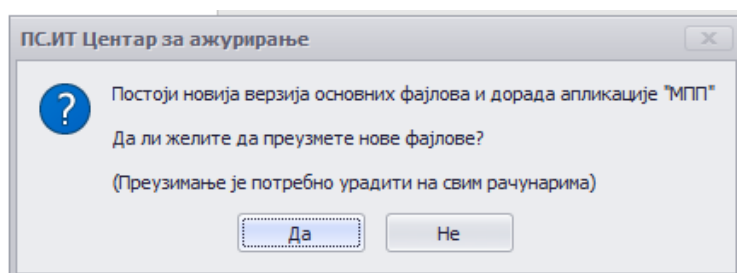 ПС.ИТ Центар за ажурирање
Постоји новија верзија основних фајлова и дорада апликације "МПП"
Да ли желите да преузмете нове фајлове?
(Преузимање је потребно урадити на свим рачунарима)
Да Не